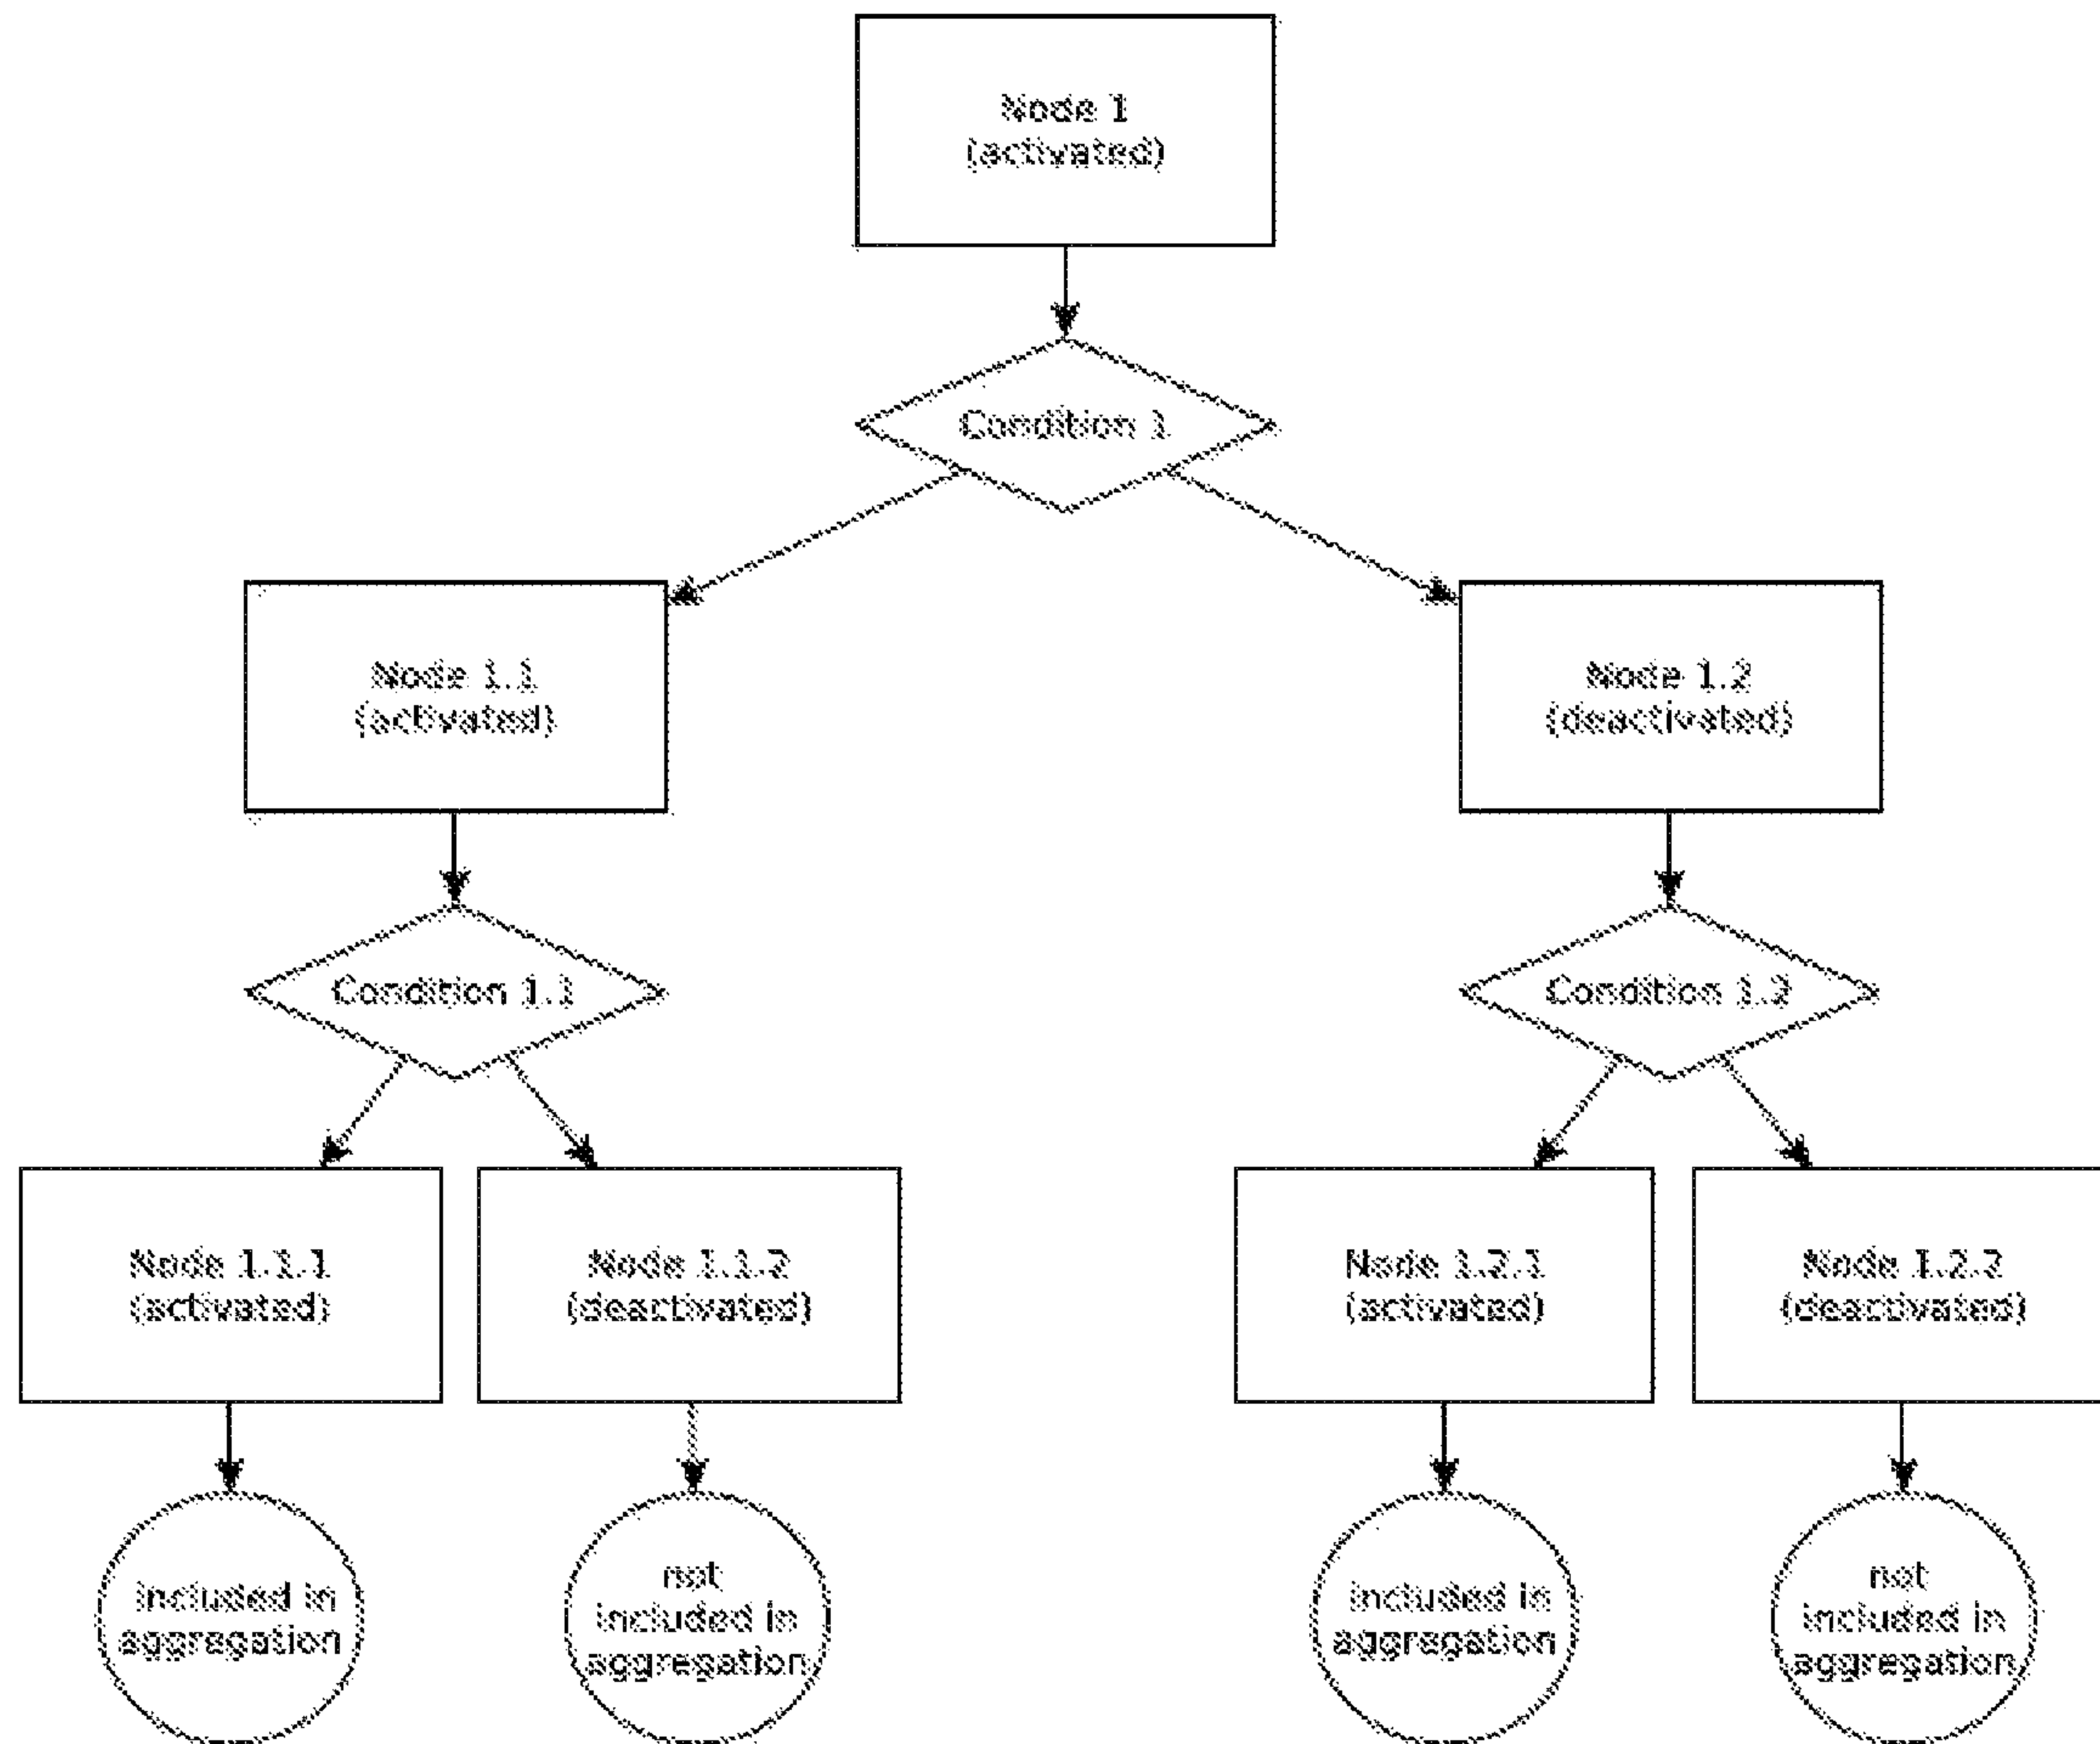 Node 1
(activated)
Condition 1
Node 1.1
(activated)
Node 1.2
(deactivated)
Condition 1.1
Condition 1.2
Node 1.1.1
(activated)
Node 1.1.2
(deactivated)
Node 1.2.1
(activated)
Node 1.2.2
(deactivated)
included in
aggregation
not
included in
aggregation
included in
aggregation
not
included in
aggregation